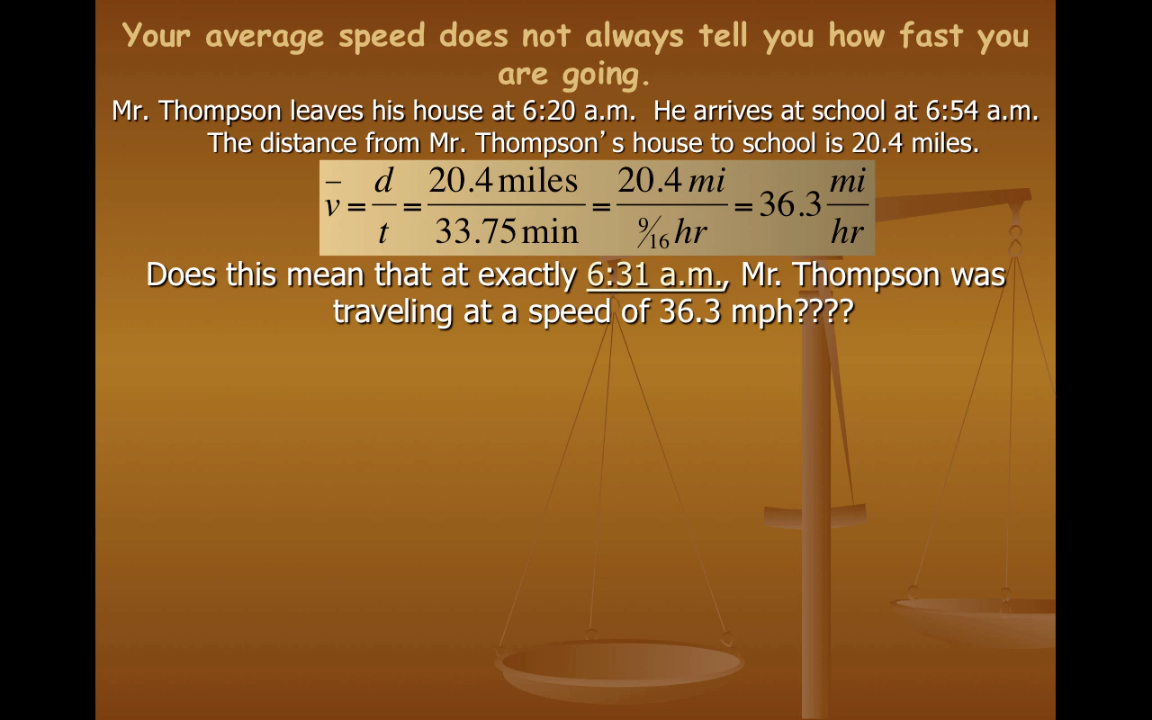 Your average speed does not always tell you how fast you
are going.
Mr. Thompson leaves his house at 6:20 a.m.  He arrives at school at 6:54 a.m.
The distance from Mr. Thompson’s house to school is 20.4 miles.
v̅ = d/t = 20.4 miles/33.75 min = 20.4 mi/(9/16 hr) = 36.3 mi/hr
Does this mean that at exactly 6:31 a.m., Mr. Thompson was
traveling at a speed of 36.3 mph????